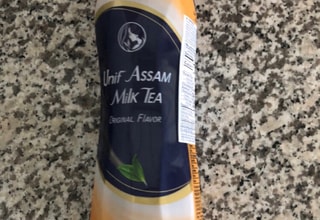 Unif Assam
Milk Tea
Original Flavor